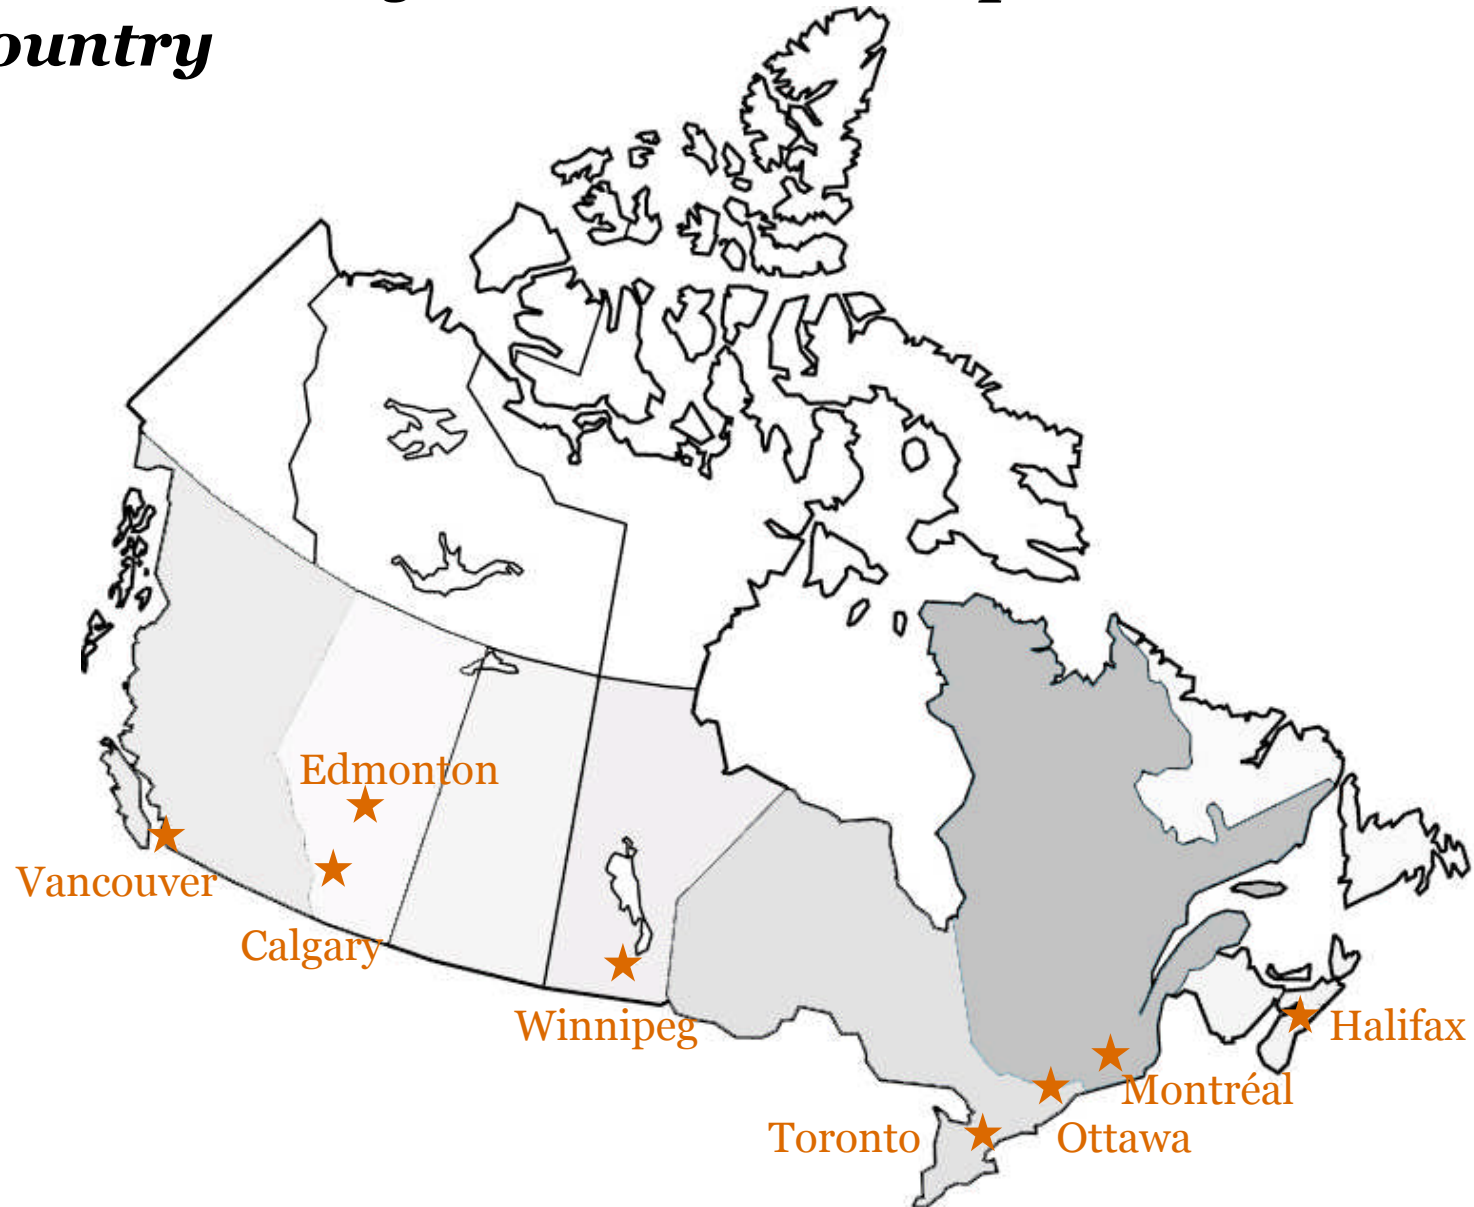 ountry
Edmonton
Vancouver
Calgary
Winnipeg
Halifax
Montréal
Toronto
Ottawa